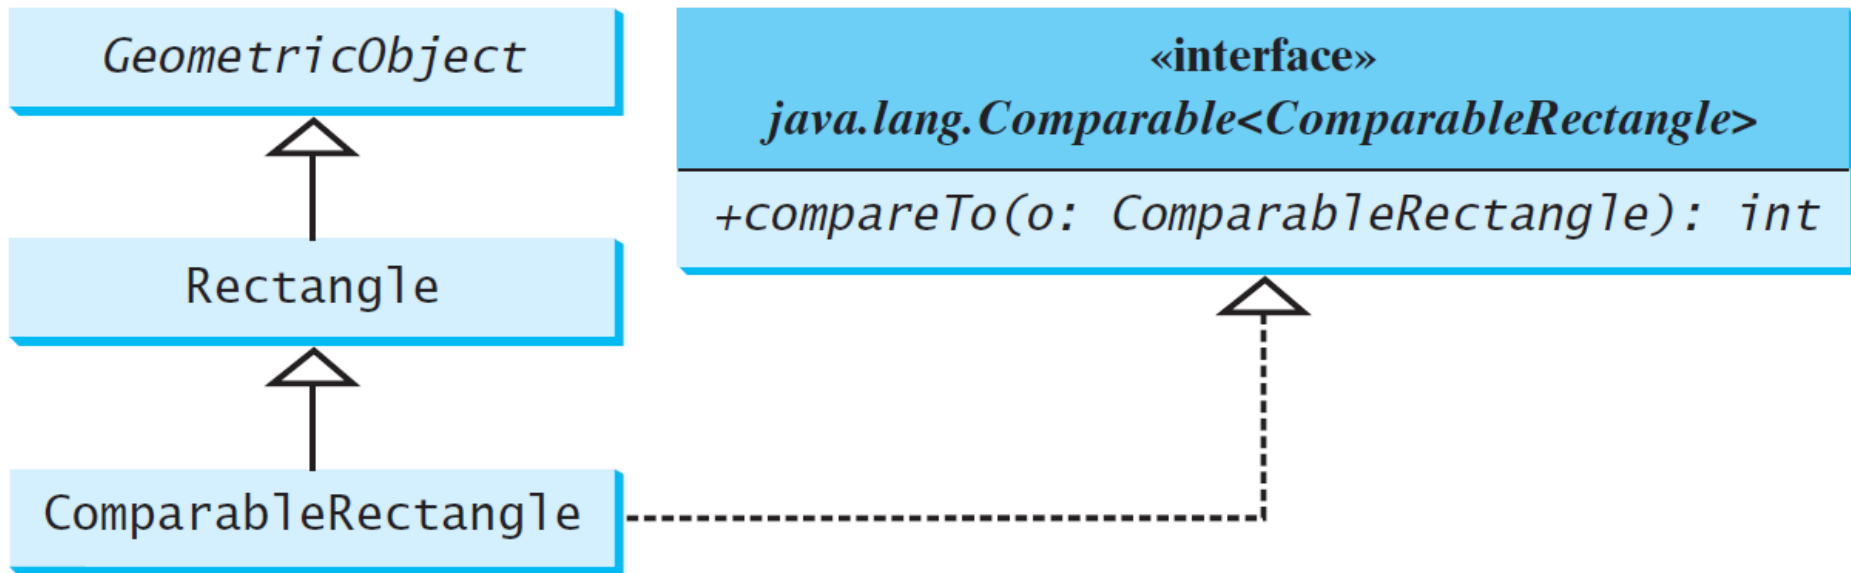 GeometricObject
«interface»
java.lang.Comparable<ComparableRectangle>
+compareTo(o: ComparableRectangle): int
Rectangle
ComparableRectangle